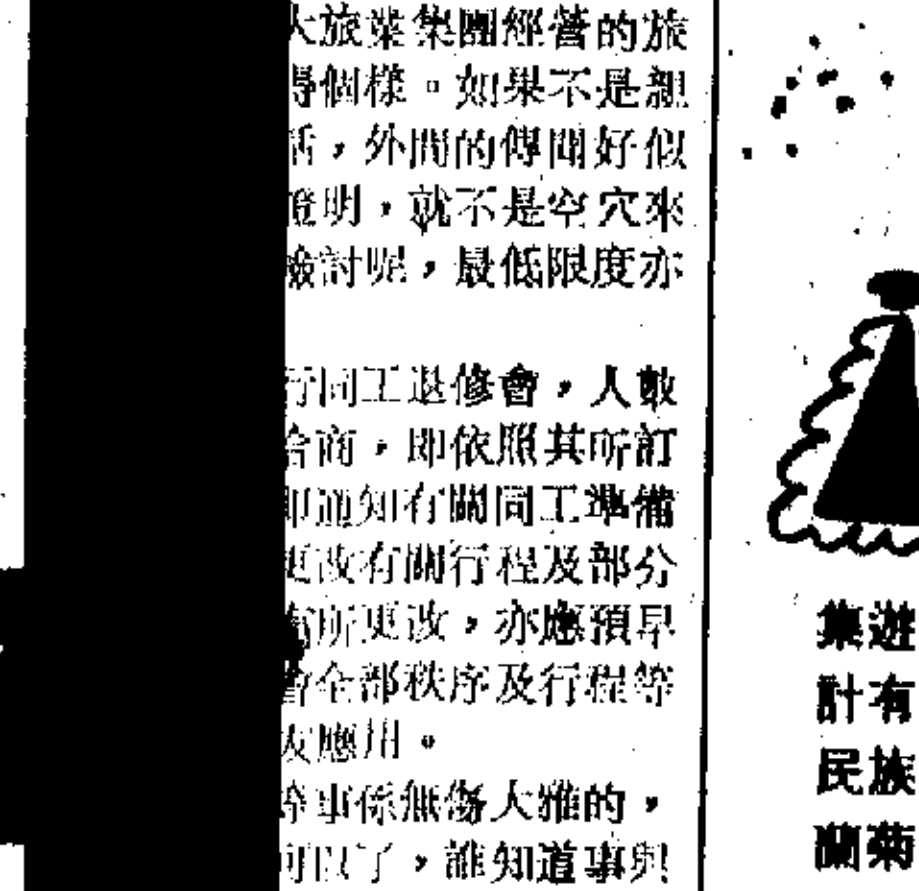 大旅業集團經營的旅
得個樣。如果不是親
話，外間的傳聞好似
證明，就不是空穴來
檢討呢，最低限度亦
行同工退修會，人數
洽商，即依照其所訂
即通知有關同工準備
更改有關行程及部分
所更改，亦應預早
會全部秩序及行程等
友應用。
等事係無傷大雅的，
可以了，誰知道事與
集遊
計有
民族
蘭菊